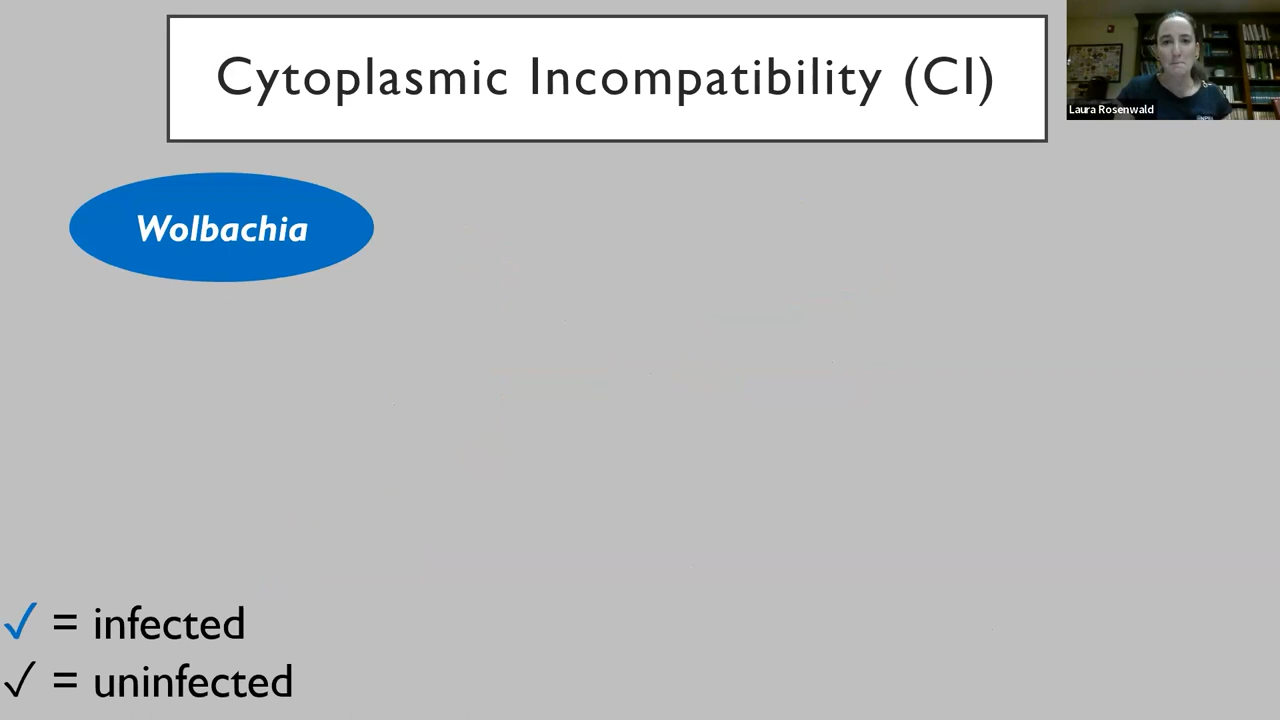 Cytoplasmic Incompatibility (CI)
Laura Rosenwald
Wolbachia
✓ = infected
✓ = uninfected